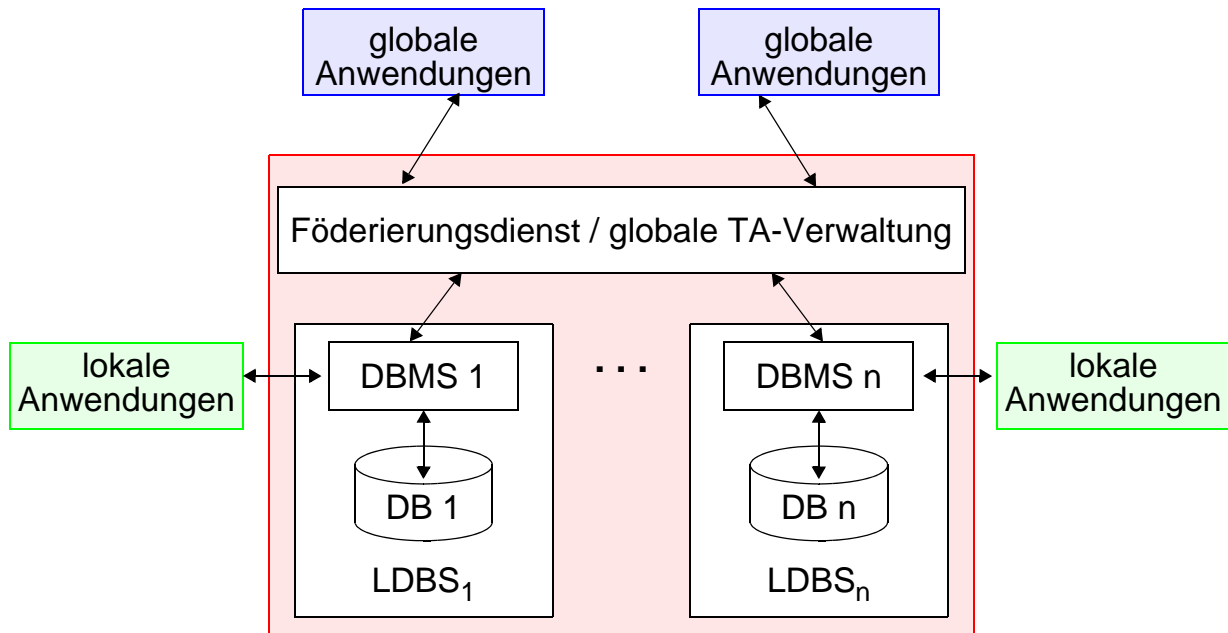 globale
Anwendungen
globale
Anwendungen
Föderierungsdienst / globale TA-Verwaltung
lokale
Anwendungen
DBMS 1
. . .
DBMS n
lokale
Anwendungen
DB 1
DB n
LDBS₁
LDBSₙ